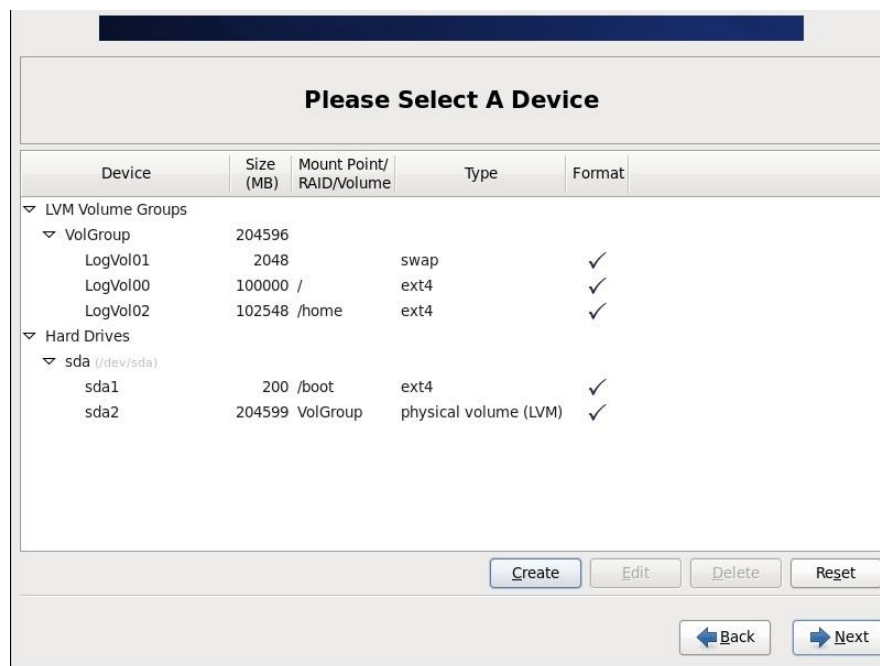 Please Select A Device
Device Size (MB) Mount Point/ RAID/Volume Type Format
LVM Volume Groups
VolGroup 204596
LogVol01 2048 swap
LogVol00 100000 / ext4
LogVol02 102548 /home ext4
Hard Drives
sda (/dev/sda)
sda1 200 /boot ext4
sda2 204599 VolGroup physical volume (LVM)
Create Edit Delete Reset
Back Next